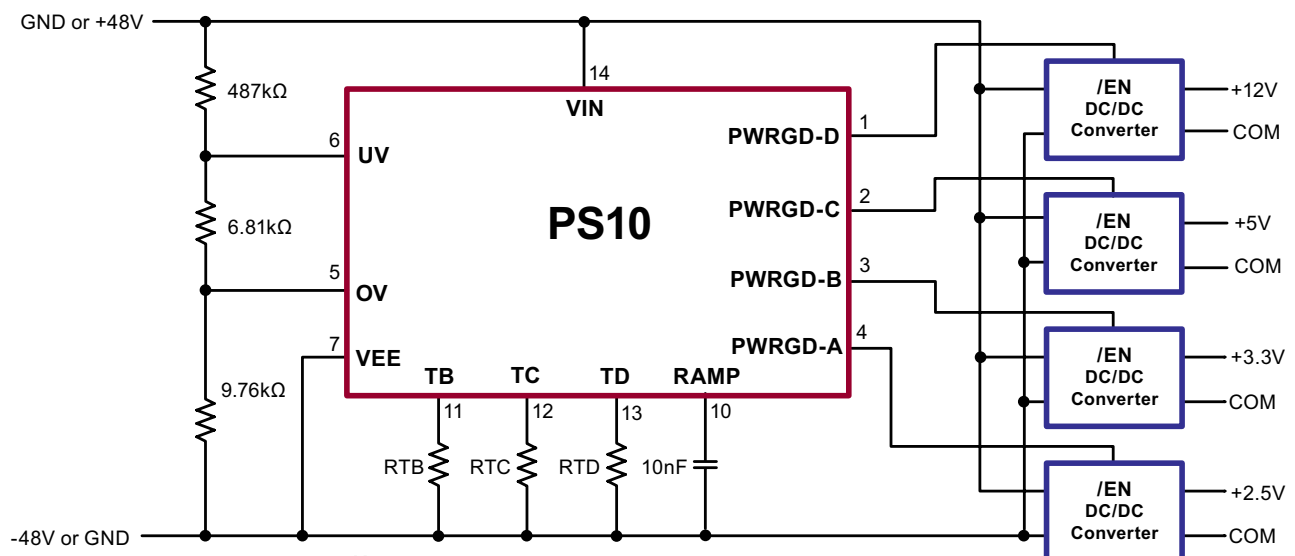 GND or +48V
487kΩ
6.81kΩ
9.76kΩ
-48V or GND
14
VIN
6
UV
5
OV
7
VEE
PS10
1
PWRGD-D
2
PWRGD-C
3
PWRGD-B
4
PWRGD-A
TB
TC
TD
RAMP
11
12
13
10
RTB
RTC
RTD
10nF
/EN
DC/DC
Converter
+12V
COM
/EN
DC/DC
Converter
+5V
COM
/EN
DC/DC
Converter
+3.3V
COM
/EN
DC/DC
Converter
+2.5V
COM